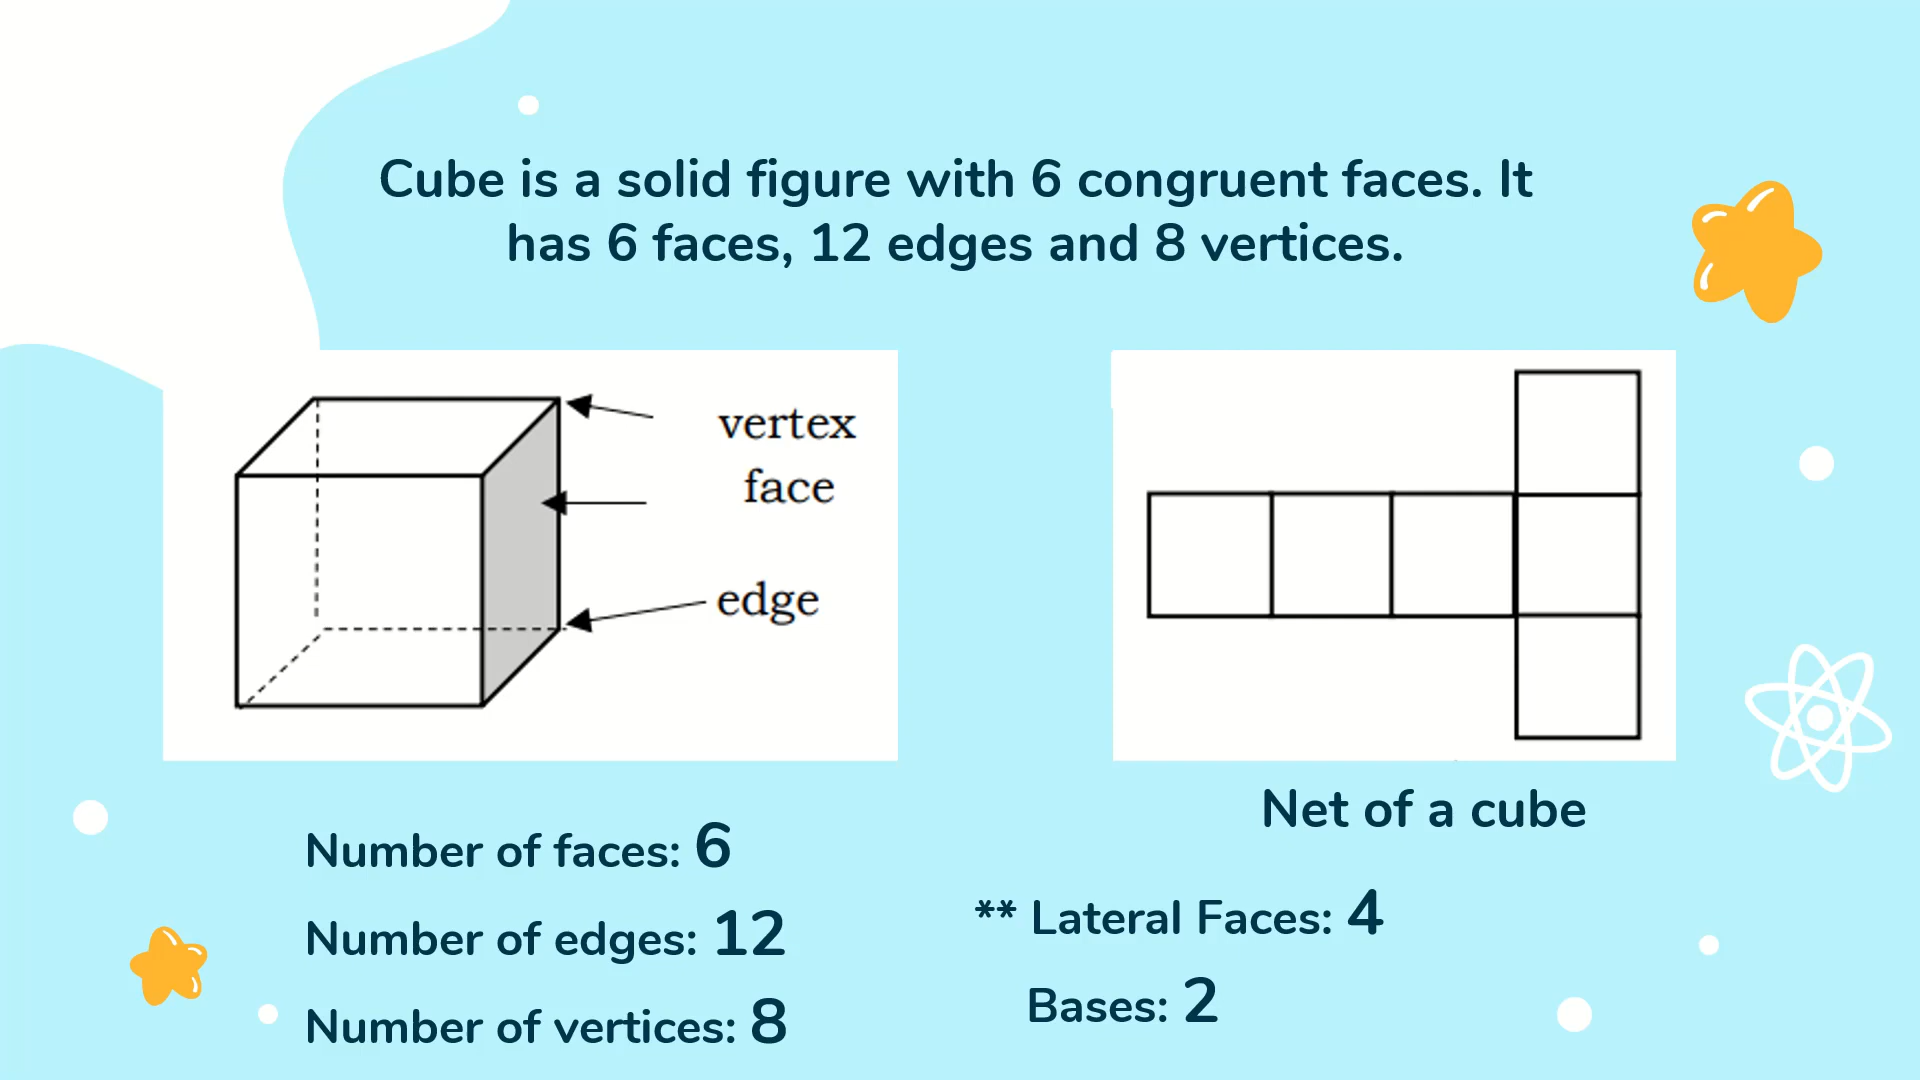 Cube is a solid figure with 6 congruent faces. It
has 6 faces, 12 edges and 8 vertices.
vertex
face
edge
Net of a cube
Number of faces: 6
Number of edges: 12
Number of vertices: 8
** Lateral Faces: 4
Bases: 2